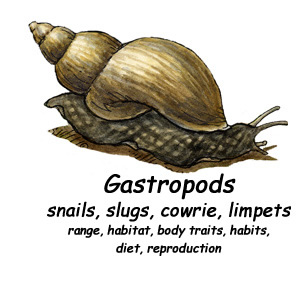 Gastropods
snails, slugs, cowrie, limpets
range, habitat, body traits, habits,
diet, reproduction